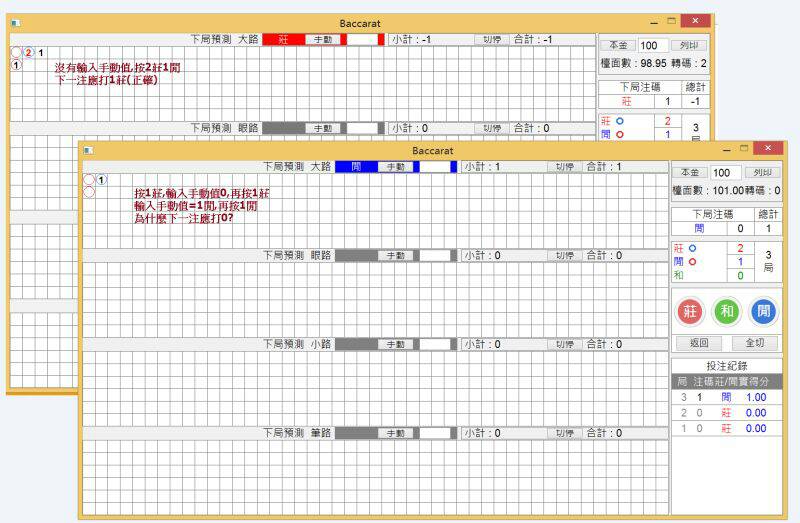 Baccarat
下局預測 大路 莊 手動 小計：-1 切停 合計：-1
本金 100 列印
② 1
①
沒有輸入手動值,按2莊1閒
下一注應打1莊(正確)
檯面數：98.95 轉碼：2
下局注碼 總計
莊 1 -1
下局預測 眼路 手動 小計：0 切停 合計：0
莊 2
閒 1
3
局
Baccarat
下局預測 大路 閒 手動 小計：1 切停 合計：1
本金 100 列印
①
按1莊,輸入手動值0,再按1莊
輸入手動值=1閒,再按1閒
為什麼下一注應打0?
檯面數：101.00轉碼：0
下局注碼 總計
閒 0 1
下局預測 眼路 手動 小計：0 切停 合計：0
莊 2
閒 1
和 0
3
局
莊 和 閒
返回 全切
下局預測 小路 手動 小計：0 切停 合計：0
投注紀錄
局 注碼莊/閒實得分
3 1 閒 1.00
2 0 莊 0.00
1 0 莊 0.00
下局預測 筆路 手動 小計：0 切停 合計：0